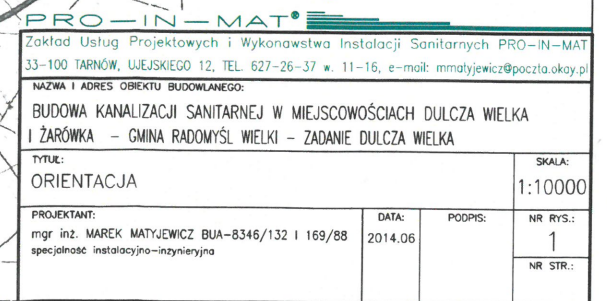 PRO-IN-MAT®
Zakład Usług Projektowych i Wykonawstwa Instalacji Sanitarnych PRO-IN-MAT
33-100 TARNÓW, UJEJSKIEGO 12, TEL. 627-26-37 w. 11-16, e-mail: mmatyjewicz@poczta.okay.pl
NAZWA I ADRES OBIEKTU BUDOWLANEGO:
BUDOWA KANALIZACJI SANITARNEJ W MIEJSCOWOŚCIACH DULCZA WIELKA
I ŻARÓWKA - GMINA RADOMYŚL WIELKI - ZADANIE DULCZA WIELKA
TYTUŁ:
ORIENTACJA
SKALA:
1:10000
PROJEKTANT:
mgr inż. MAREK MATYJEWICZ BUA-8346/132 I 169/88
specjalność instalacyjno-inzynieryjna
DATA:
2014.06
PODPIS:
NR RYS.:
1
NR STR.: